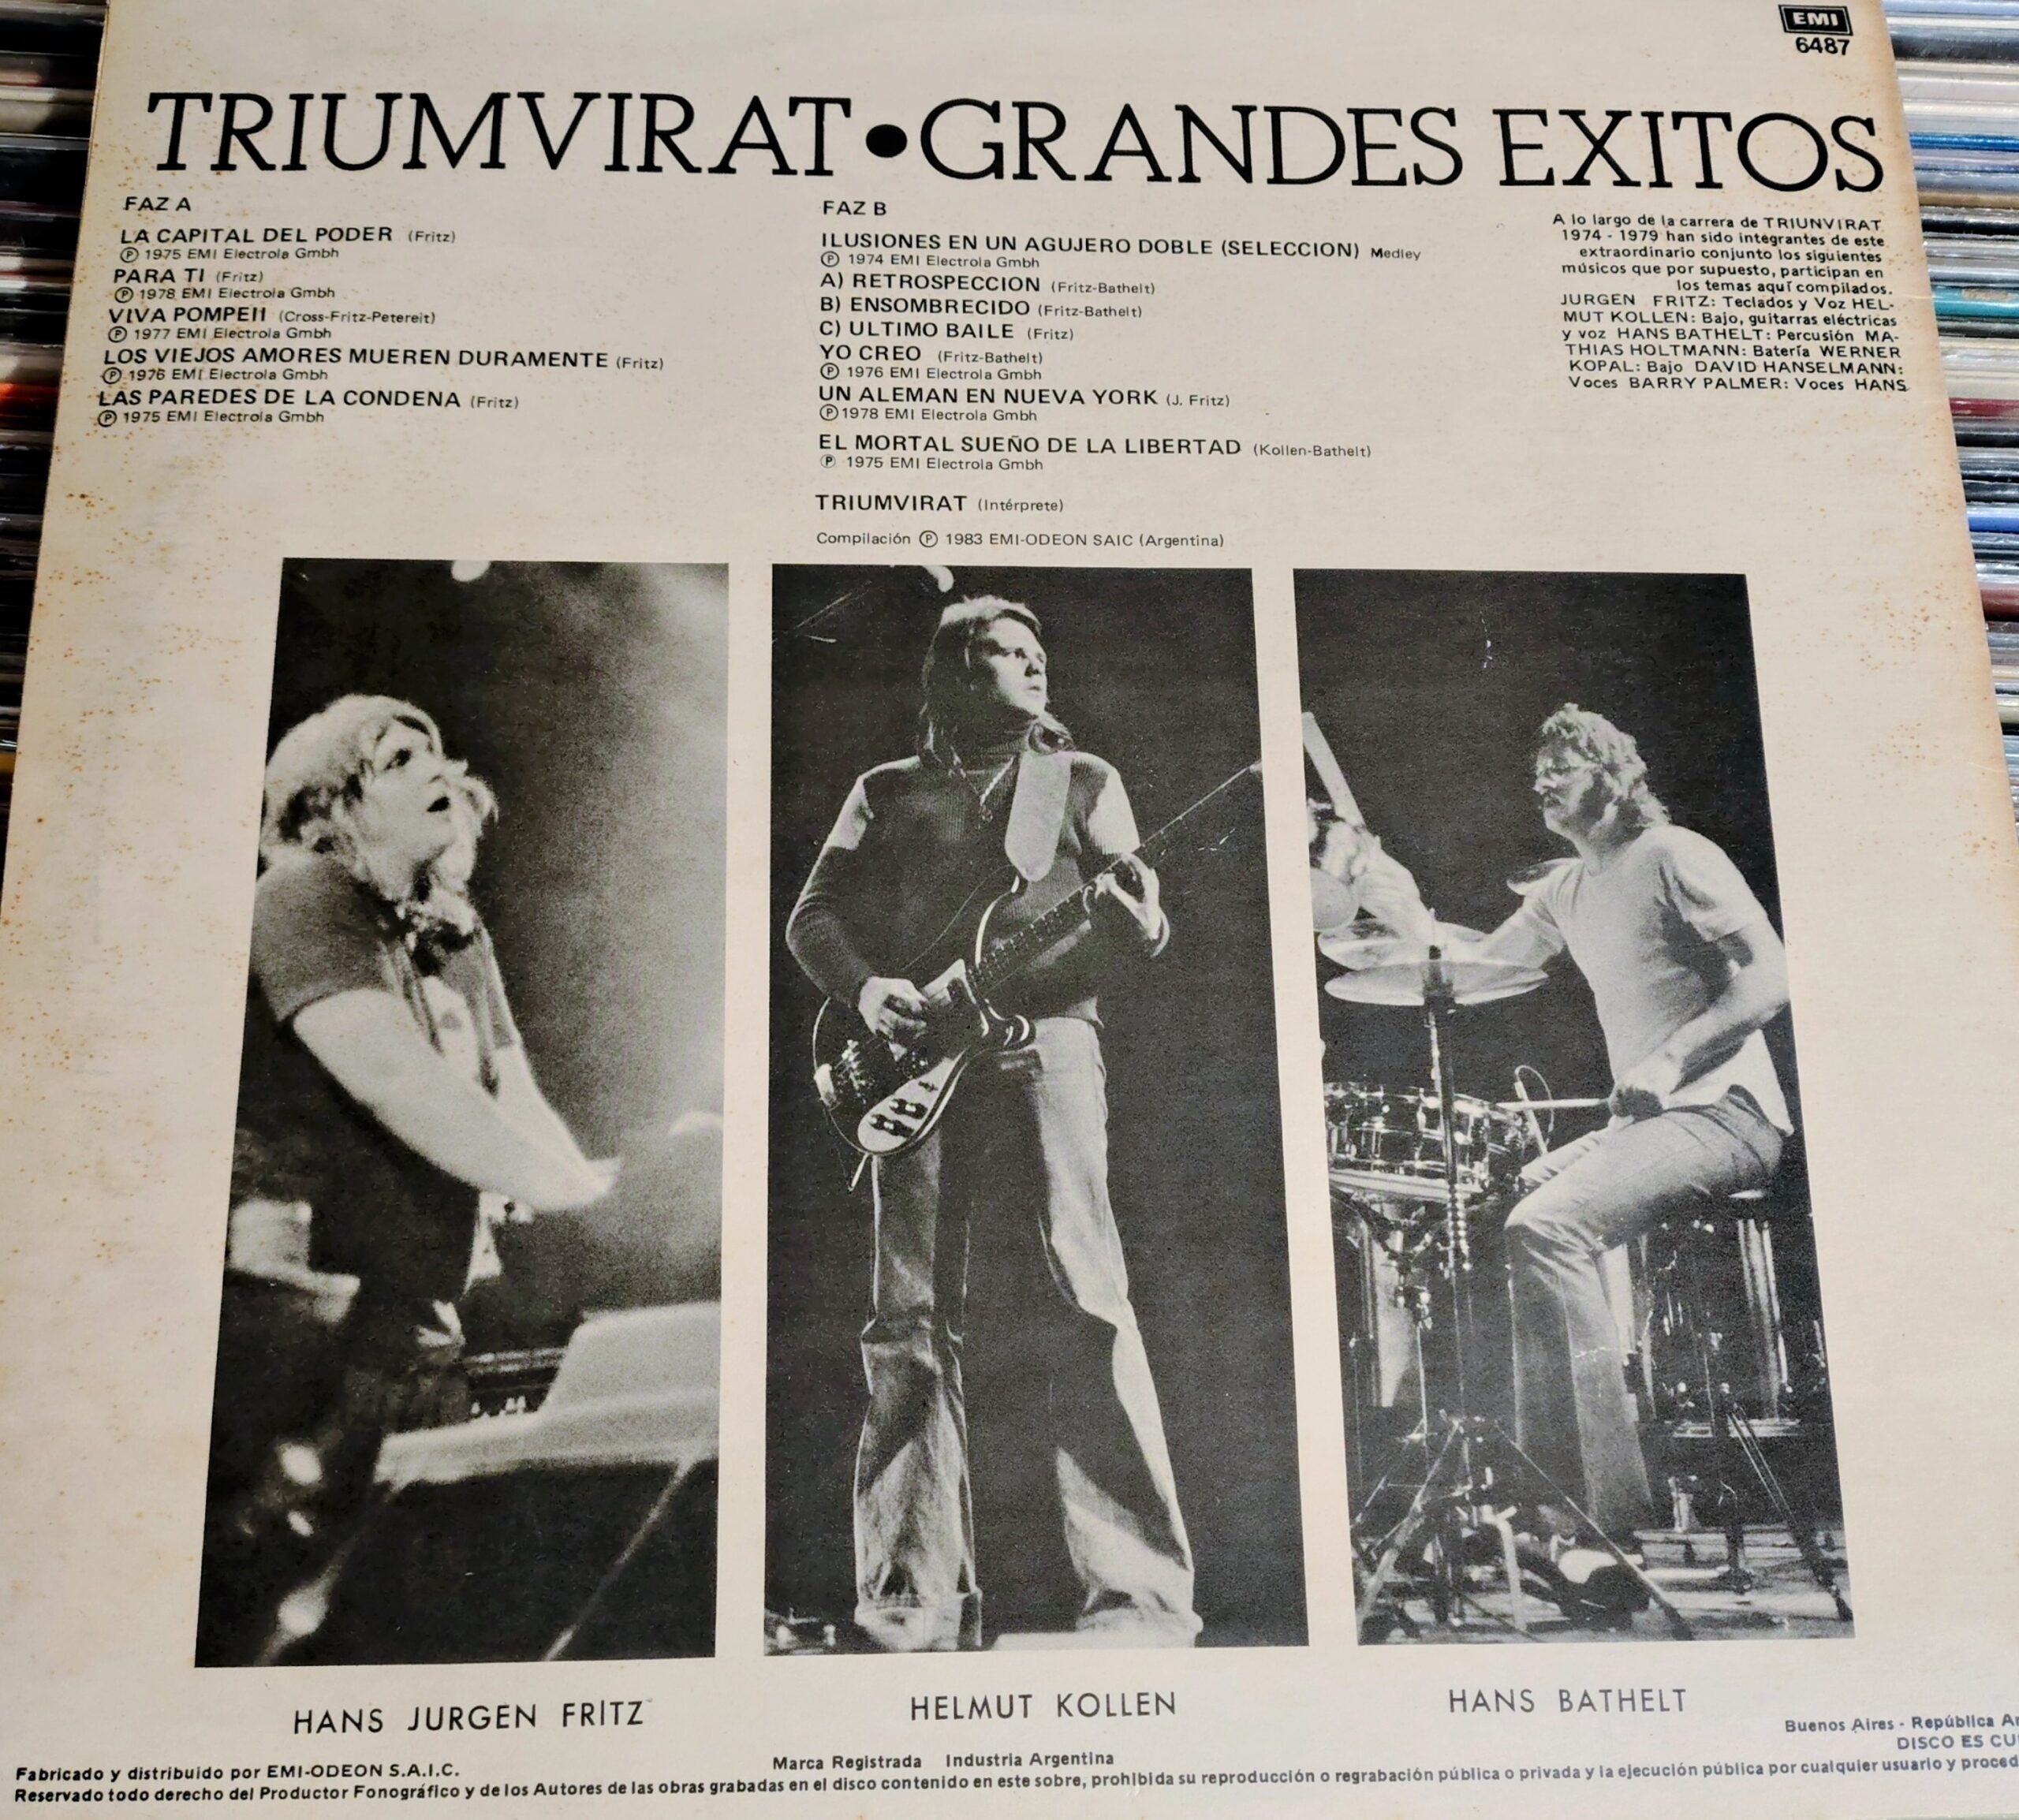 EMI
6487
TRIUMVIRAT•GRANDES EXITOS
FAZ A
LA CAPITAL DEL PODER (Fritz)
Ⓟ 1975 EMI Electrola Gmbh
PARA TI (Fritz)
Ⓟ 1978 EMI Electrola Gmbh
VIVA POMPEII (Cross-Fritz-Petereit)
Ⓟ 1977 EMI Electrola Gmbh
LOS VIEJOS AMORES MUEREN DURAMENTE (Fritz)
Ⓟ 1976 EMI Electrola Gmbh
LAS PAREDES DE LA CONDENA (Fritz)
Ⓟ 1975 EMI Electrola Gmbh
FAZ B
ILUSIONES EN UN AGUJERO DOBLE (SELECCION) Medley
Ⓟ 1974 EMI Electrola Gmbh
A) RETROSPECCION (Fritz-Bathelt)
B) ENSOMBRECIDO (Fritz-Bathelt)
C) ULTIMO BAILE (Fritz)
YO CREO (Fritz-Bathelt)
Ⓟ 1976 EMI Electrola Gmbh
UN ALEMAN EN NUEVA YORK (J. Fritz)
Ⓟ 1978 EMI Electrola Gmbh
EL MORTAL SUEÑO DE LA LIBERTAD (Kollen-Bathelt)
Ⓟ 1975 EMI Electrola Gmbh
TRIUMVIRAT (Intérprete)
Compilación Ⓟ 1983 EMI-ODEON SAIC (Argentina)
A lo largo de la carrera de TRIUNVIRAT
1974 - 1979 han sido integrantes de este
extraordinario conjunto los siguientes
músicos que por supuesto, participan en
los temas aquí compilados.
JURGEN FRITZ: Teclados y Voz HEL-
MUT KOLLEN: Bajo, guitarras eléctricas
y voz HANS BATHELT: Percusión MA-
THIAS HOLTMANN: Batería WERNER
KOPAL: Bajo DAVID HANSELMANN:
Voces BARRY PALMER: Voces HANS
HANS JURGEN FRITZ
HELMUT KOLLEN
HANS BATHELT
Buenos Aires - República Ar
DISCO ES CU
Fabricado y distribuido por EMI-ODEON S.A.I.C.
Marca Registrada Industria Argentina
Reservado todo derecho del Productor Fonográfico y de los Autores de las obras grabadas en el disco contenido en este sobre, prohibida su reproducción o regrabación pública o privada y la ejecución pública por cualquier usuario y proced